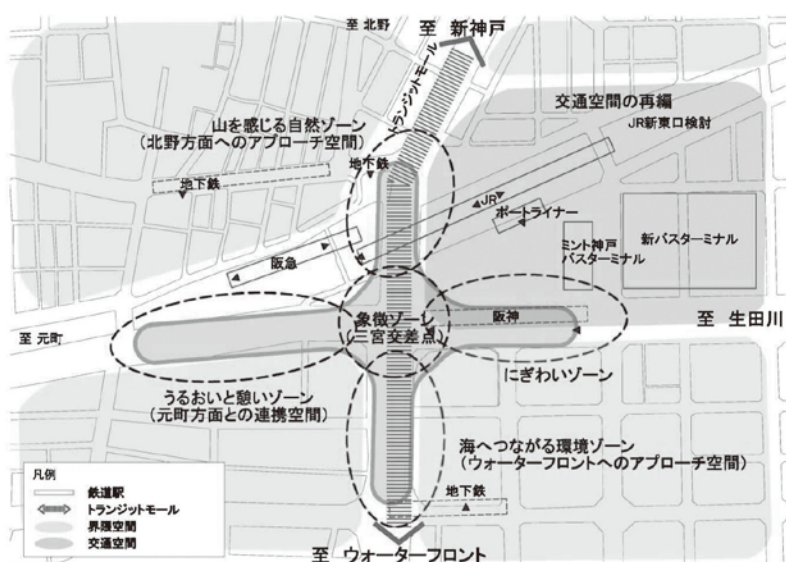 至 北野
至 新神戸
トランジットモール
交通空間の再編
JR新東口検討
山を感じる自然ゾーン
(北野方面へのアプローチ空間)
地下鉄
地下鉄
JR
ポートライナー
ミント神戸
バスターミナル
新バスターミナル
阪急
象徴ゾーン
(三宮交差点)
阪神
至 元町
至 生田川
にぎわいゾーン
うるおいと憩いゾーン
(元町方面との連携空間)
海へつながる環境ゾーン
(ウォーターフロントへのアプローチ空間)
地下鉄
凡例
鉄道駅
トランジットモール
界隈空間
交通空間
至 ウォーターフロント